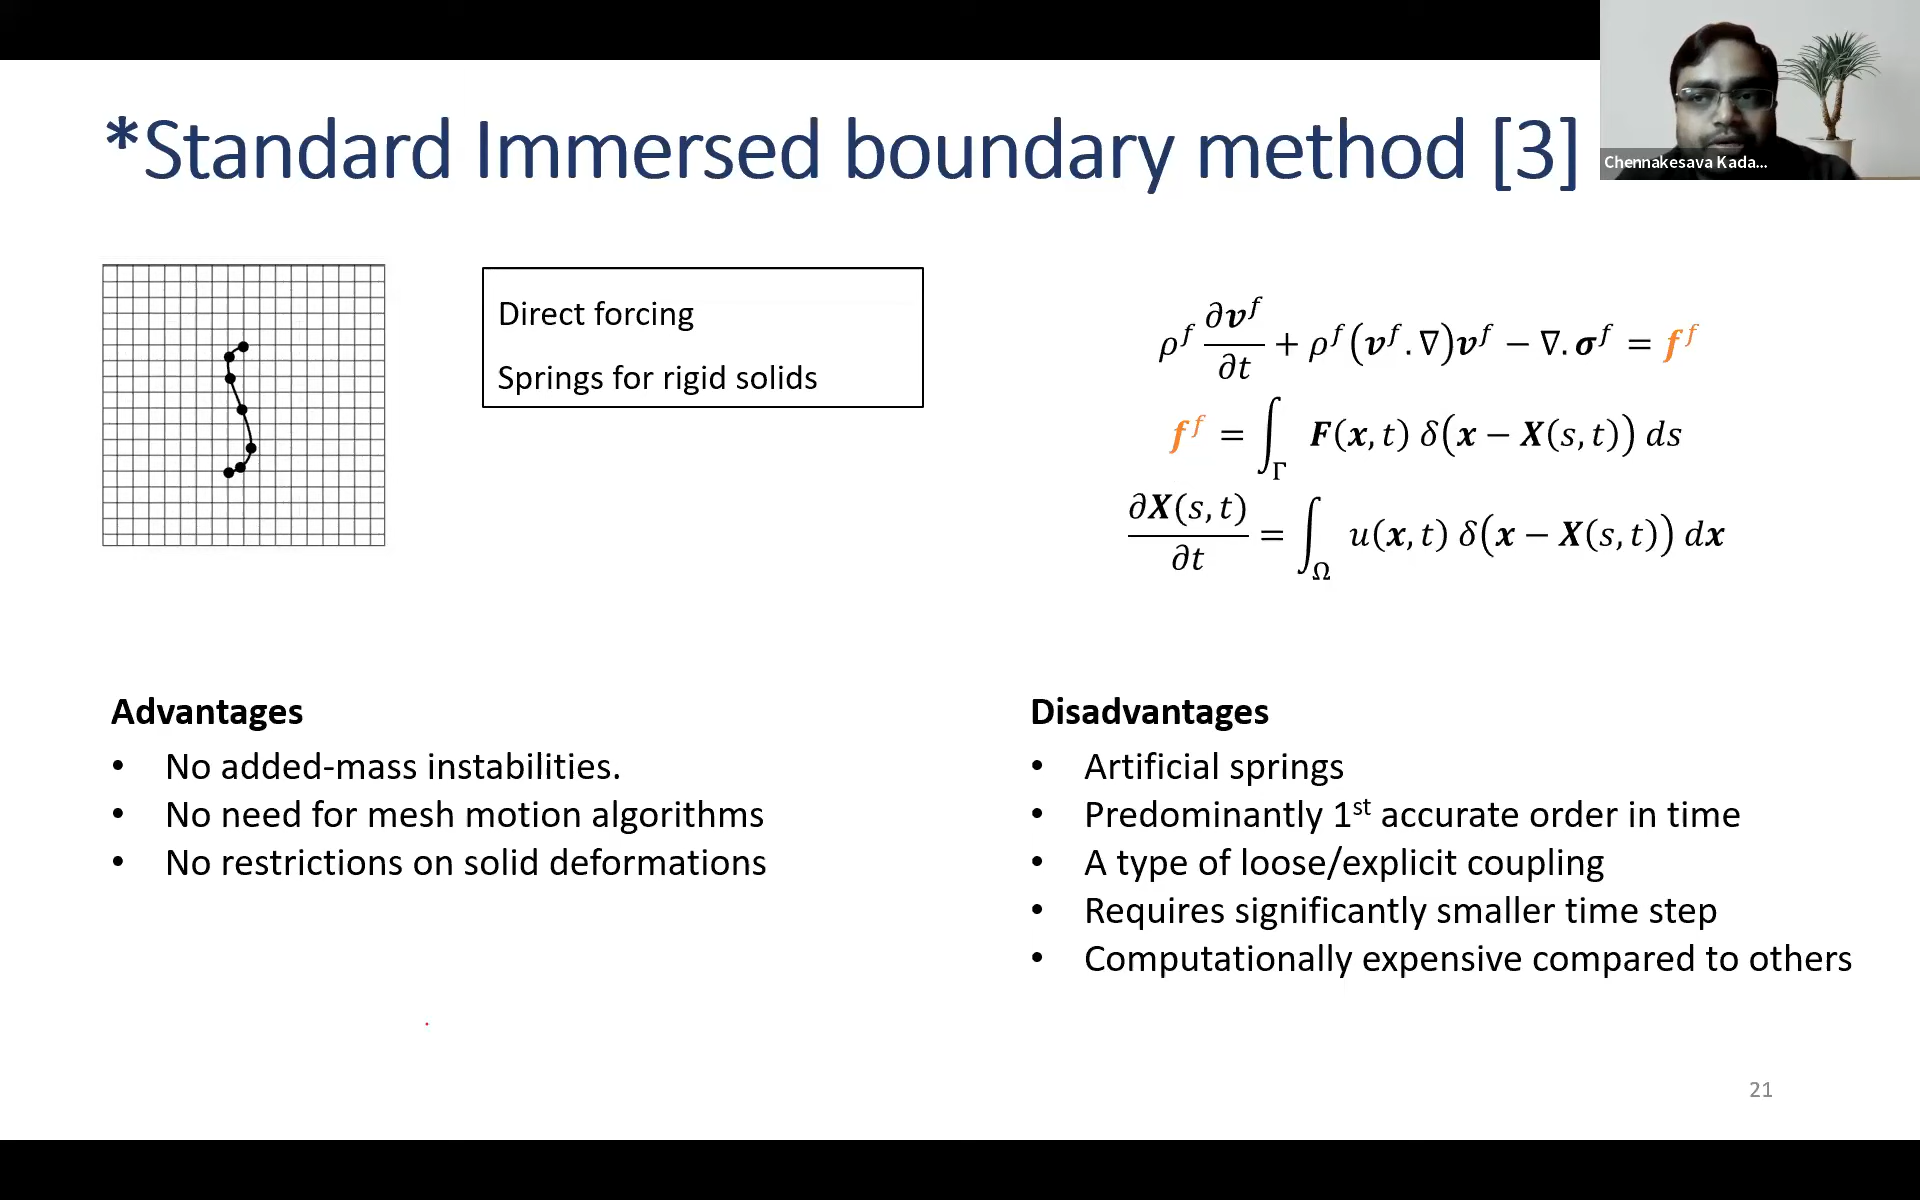 *Standard Immersed boundary method [3]
Chennakesava Kada...
Direct forcing
Springs for rigid solids
ρ^f ∂𝒗^f/∂t + ρ^f(𝒗^f.∇)𝒗^f − ∇.𝝈^f = 𝒇^f
𝒇^f = ∫_Γ 𝑭(𝒙, t) δ(𝒙 − 𝑿(s, t)) ds
∂𝑿(s, t)/∂t = ∫_Ω u(𝒙, t) δ(𝒙 − 𝑿(s, t)) d𝒙
Advantages
• No added-mass instabilities.
• No need for mesh motion algorithms
• No restrictions on solid deformations
Disadvantages
• Artificial springs
• Predominantly 1st accurate order in time
• A type of loose/explicit coupling
• Requires significantly smaller time step
• Computationally expensive compared to others
21